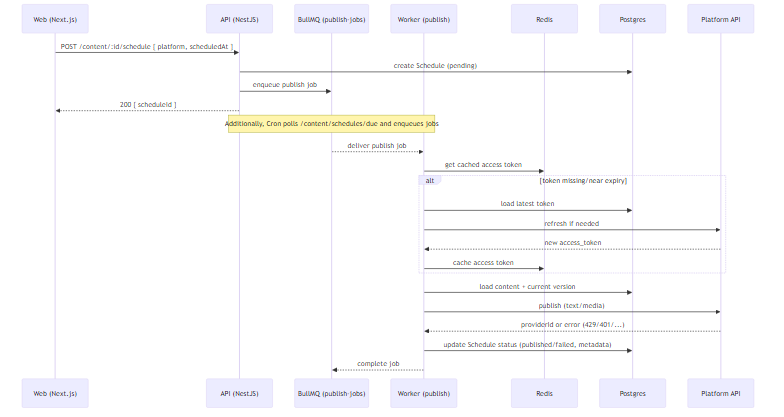 Web (Next.js) API (NestJS) BullMQ (publish-jobs) Worker (publish) Redis Postgres Platform API
POST /content/:id/schedule [ platform, scheduledAt ]
create Schedule (pending)
enqueue publish job
200 [ scheduleId ]
Additionally, Cron polls /content/schedules/due and enqueues jobs
deliver publish job
get cached access token
alt [token missing/near expiry]
load latest token
refresh if needed
new access_token
cache access token
load content + current version
publish (text/media)
providerId or error (429/401/...)
update Schedule status (published/failed, metadata)
complete job
Web (Next.js) API (NestJS) BullMQ (publish-jobs) Worker (publish) Redis Postgres Platform API